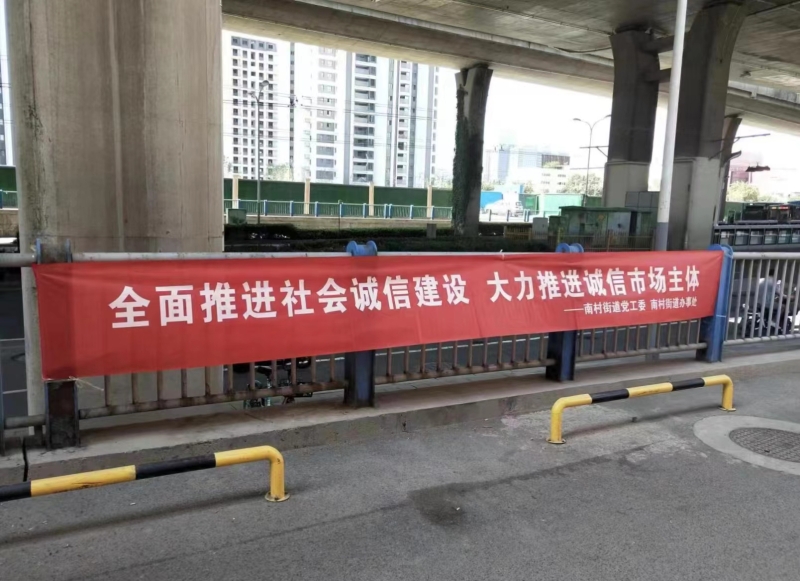 全面推进社会诚信建设 大力推进诚信市场主体
——南村街道党工委 南村街道办事处